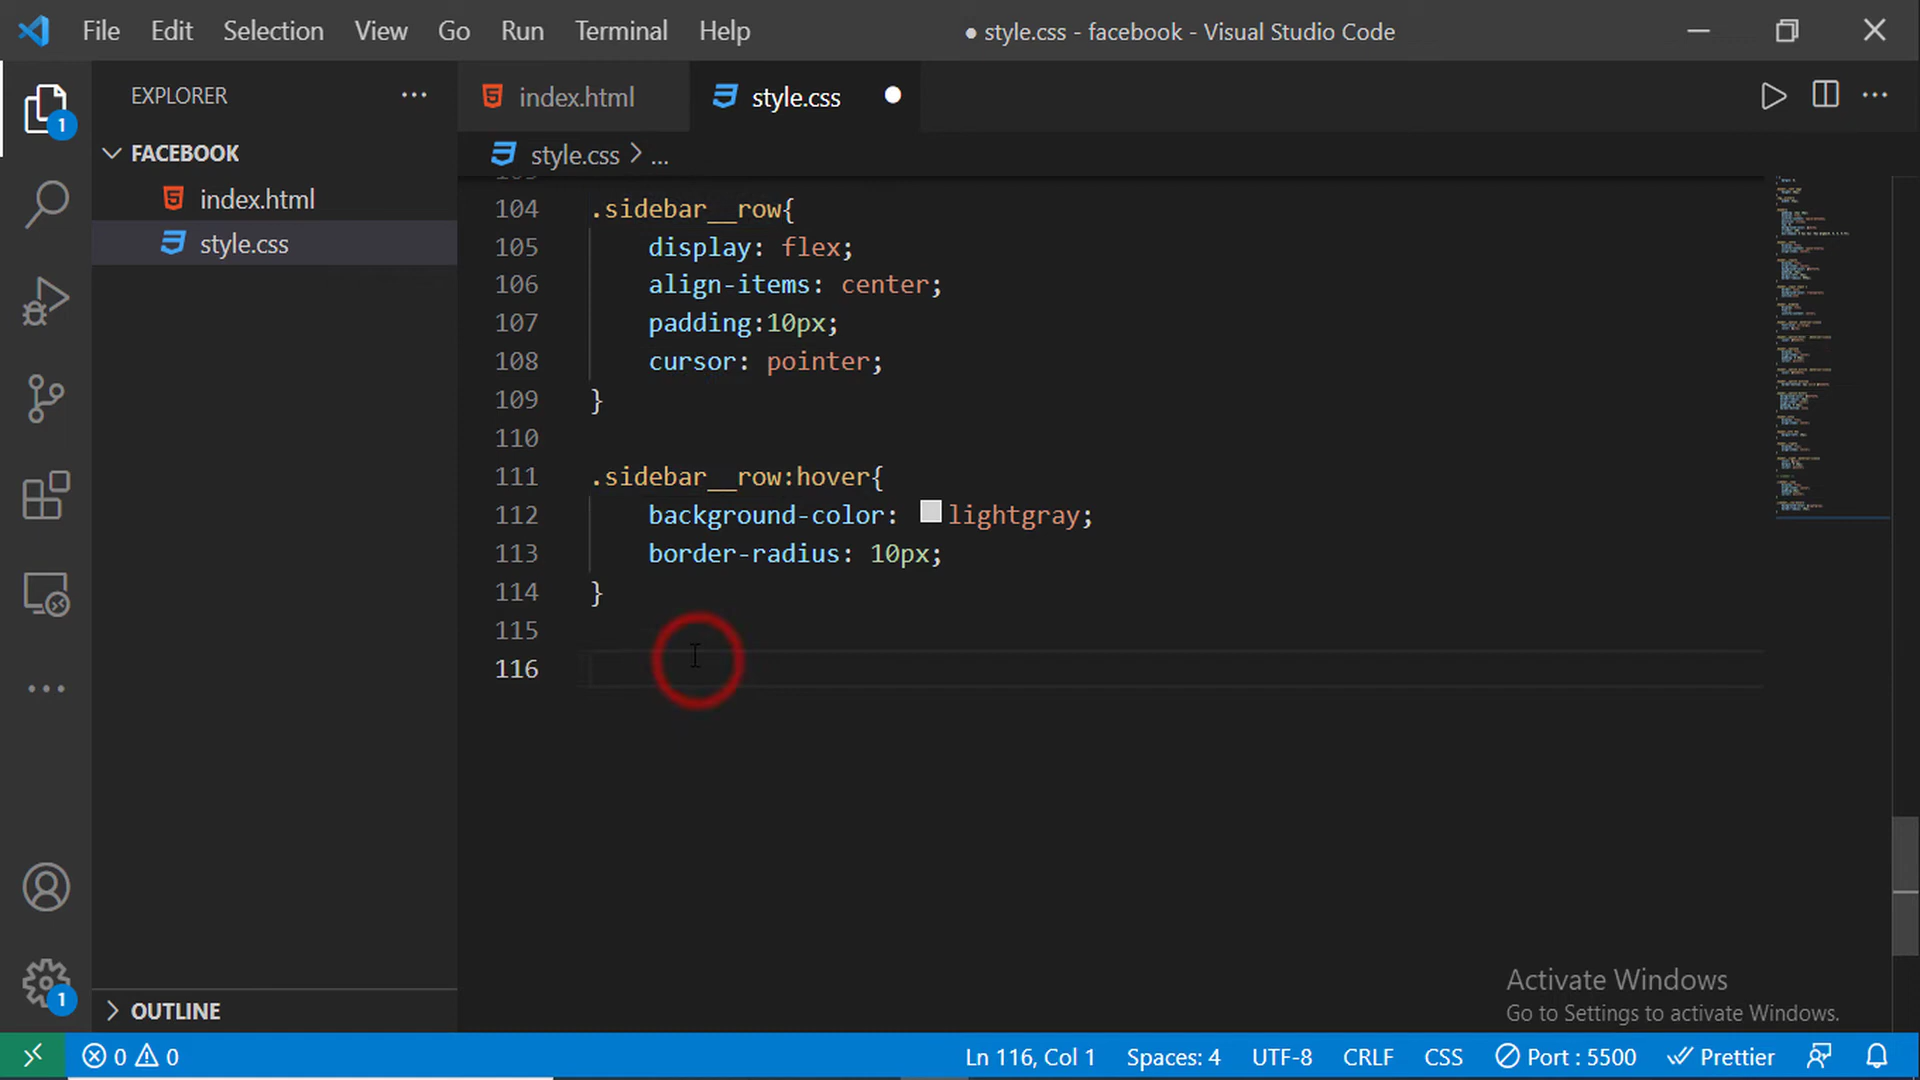 File Edit Selection View Go Run Terminal Help
● style.css - facebook - Visual Studio Code
EXPLORER ...
index.html
style.css ●
1
FACEBOOK
index.html
style.css
style.css > ...
104 .sidebar__row{
105 display: flex;
106 align-items: center;
107 padding:10px;
108 cursor: pointer;
109 }
110
111 .sidebar__row:hover{
112 background-color: lightgray;
113 border-radius: 10px;
114 }
115
116
OUTLINE
1
Activate Windows
Go to Settings to activate Windows.
0 0
Ln 116, Col 1 Spaces: 4 UTF-8 CRLF CSS Port : 5500 Prettier